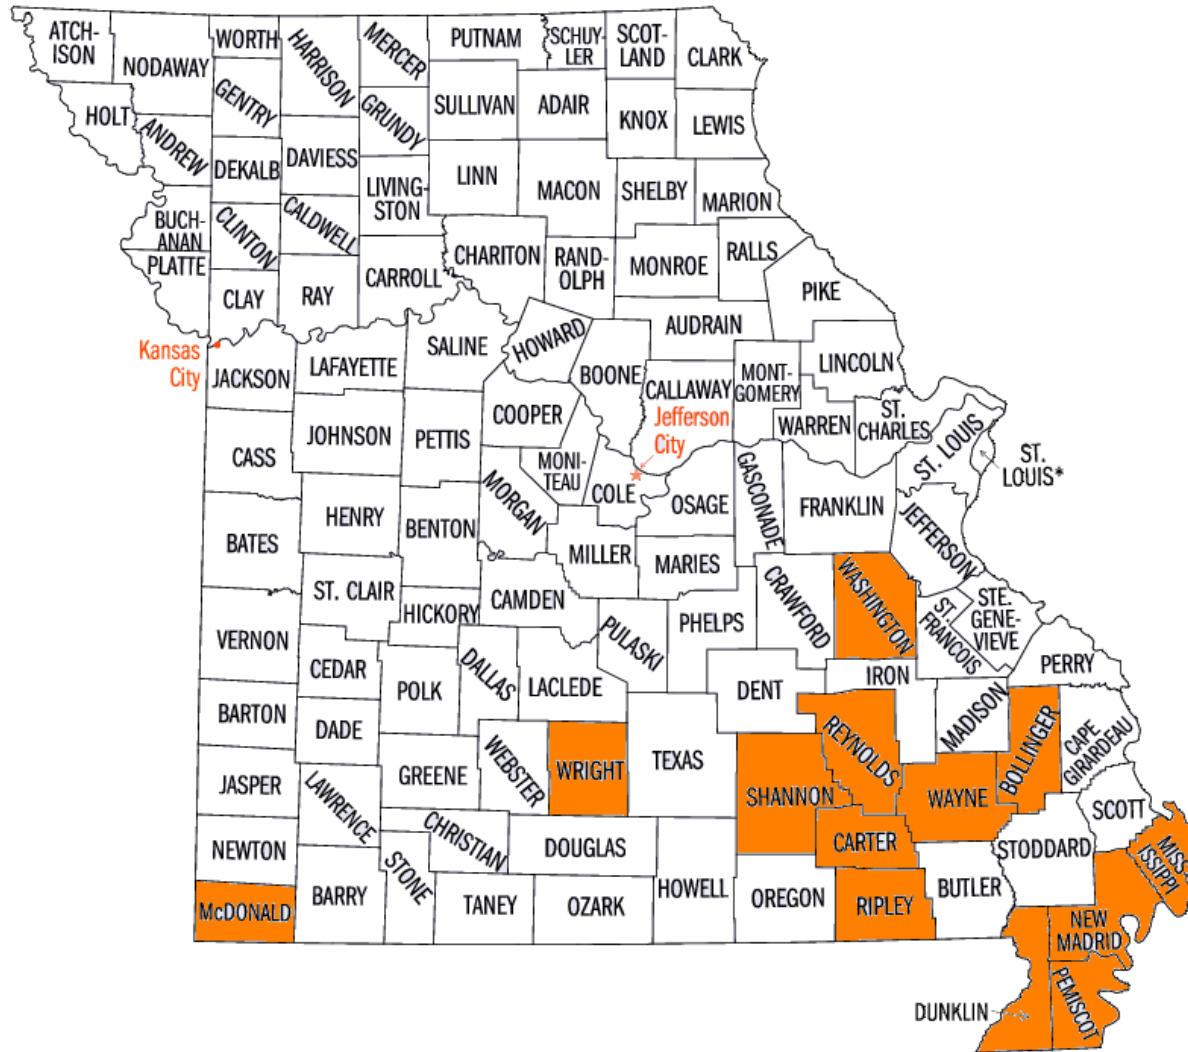 ATCH-
ISON
NODAWAY
WORTH
HARRISON
MERCER
PUTNAM
SCHUY-
LER
SCOT-
LAND
CLARK
HOLT
ANDREW
GENTRY
GRUNDY
SULLIVAN
ADAIR
KNOX
LEWIS
DEKALB
DAVIESS
LIVING-
STON
LINN
MACON
SHELBY
MARION
BUCH-
ANAN
CLINTON
CALDWELL
PLATTE
CLAY
RAY
CARROLL
CHARITON
RAND-
OLPH
MONROE
RALLS
PIKE
AUDRAIN
Kansas
City
JACKSON
LAFAYETTE
SALINE
HOWARD
BOONE
CALLAWAY
MONT-
GOMERY
LINCOLN
WARREN
ST.
CHARLES
ST. LOUIS
ST.
LOUIS*
Jefferson
City
CASS
JOHNSON
PETTIS
COOPER
MONI-
TEAU
COLE
MORGAN
OSAGE
GASCONADE
FRANKLIN
JEFFERSON
BATES
HENRY
BENTON
MILLER
MARIES
ST. CLAIR
HICKORY
CAMDEN
PULASKI
PHELPS
CRAWFORD
WASHINGTON
ST.
FRANCOIS
STE.
GENE-
VIEVE
PERRY
VERNON
CEDAR
POLK
DALLAS
LACLEDE
DENT
IRON
MADISON
BOLLINGER
CAPE
GIRARDEAU
BARTON
DADE
GREENE
WEBSTER
WRIGHT
TEXAS
SHANNON
REYNOLDS
WAYNE
SCOTT
JASPER
LAWRENCE
CHRISTIAN
DOUGLAS
CARTER
STODDARD
MISS-
ISSIPPI
NEWTON
BARRY
STONE
TANEY
OZARK
HOWELL
OREGON
RIPLEY
BUTLER
McDONALD
NEW
MADRID
DUNKLIN
PEMISCOT